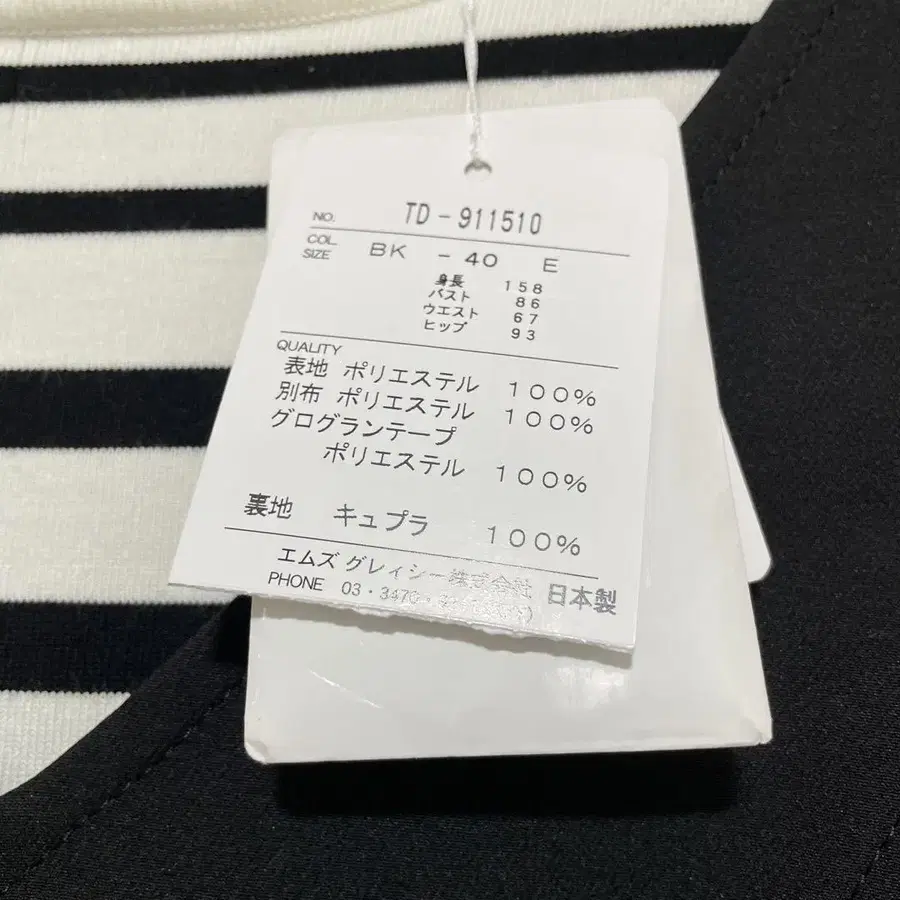 NO. TD-911510
COL. SIZE BK - 40 E
身長 158
バスト 86
ウエスト 67
ヒップ 93
QUALITY
表地 ポリエステル 100%
別布 ポリエステル 100%
グログランテープ
ポリエステル 100%
裏地 キュプラ 100%
エムズ グレィシー株式会社 日本製
PHONE 03・3470・